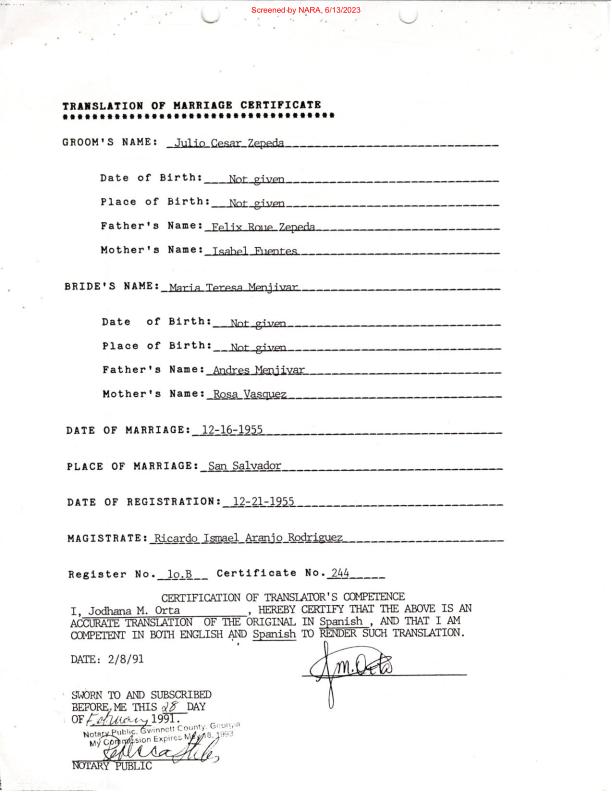 Screened by NARA, 6/13/2023
TRANSLATION OF MARRIAGE CERTIFICATE
GROOM'S NAME: Julio Cesar Zepeda
Date of Birth: Not given
Place of Birth: Not given
Father's Name: Felix Roue Zepeda
Mother's Name: Isabel Fuentes
BRIDE'S NAME: Maria Teresa Menjivar
Date of Birth: Not given
Place of Birth: Not given
Father's Name: Andres Menjivar
Mother's Name: Rosa Vasquez
DATE OF MARRIAGE: 12-16-1955
PLACE OF MARRIAGE: San Salvador
DATE OF REGISTRATION: 12-21-1955
MAGISTRATE: Ricardo Ismael Aranjo Rodriguez
Register No. 1o.B Certificate No. 244
CERTIFICATION OF TRANSLATOR'S COMPETENCE
I, Jodhana M. Orta, HEREBY CERTIFY THAT THE ABOVE IS AN
ACCURATE TRANSLATION OF THE ORIGINAL IN Spanish, AND THAT I AM
COMPETENT IN BOTH ENGLISH AND Spanish TO RENDER SUCH TRANSLATION.
DATE: 2/8/91
J.M. Orta
SWORN TO AND SUBSCRIBED
BEFORE ME THIS 28 DAY
OF February 1991.
Notary Public, Gwinnett County, Georgia
My Commission Expires 18, 1993
NOTARY PUBLIC